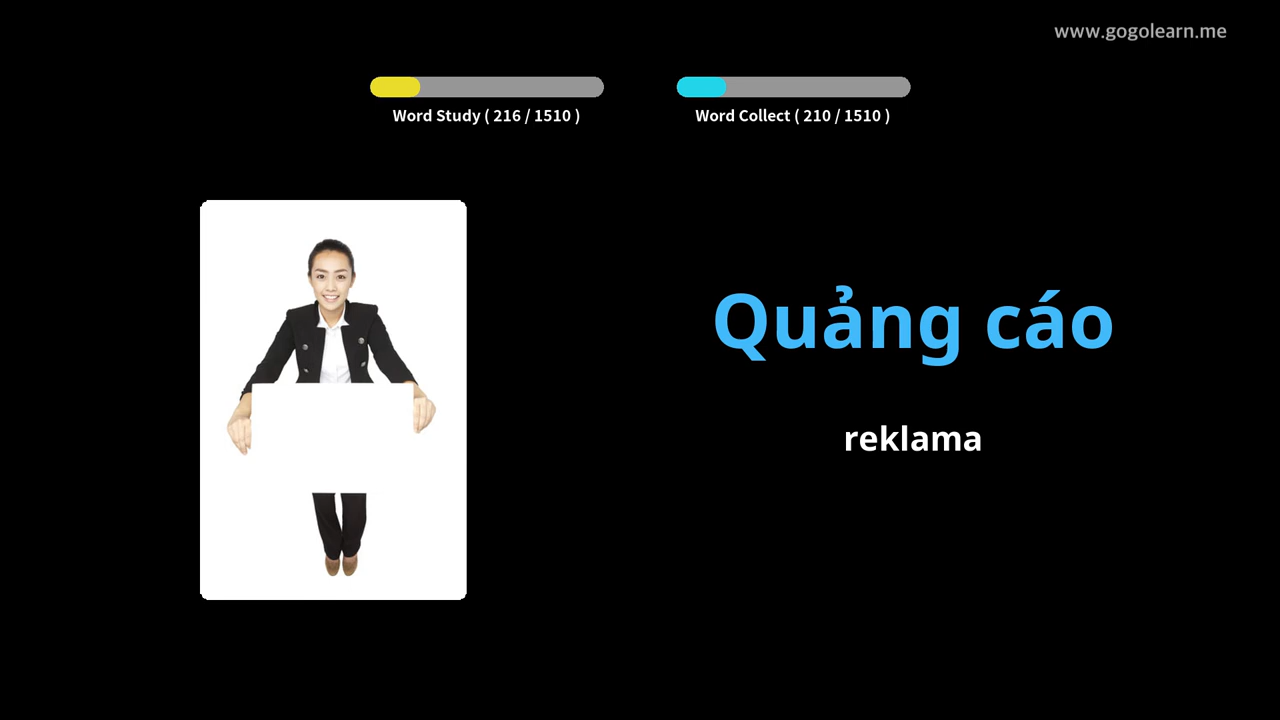 www.gogolearn.me
Word Study ( 216 / 1510 )
Word Collect ( 210 / 1510 )
Quảng cáo
reklama